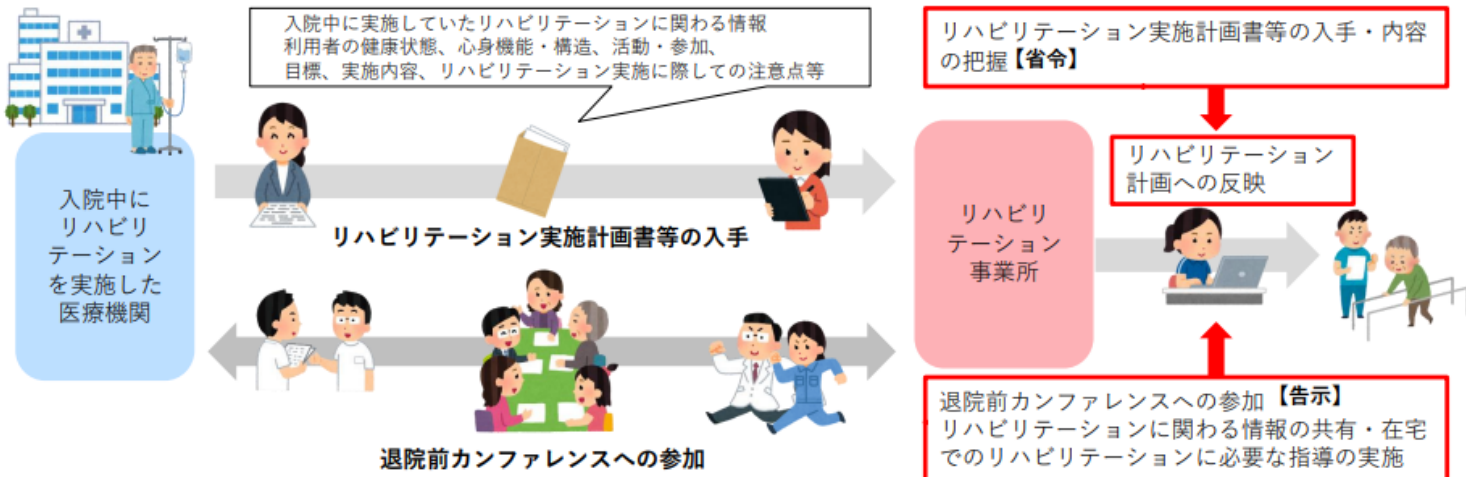 入院中に実施していたリハビリテーションに関わる情報
利用者の健康状態、心身機能・構造、活動・参加、
目標、実施内容、リハビリテーション実施に際しての注意点等
リハビリテーション実施計画書等の入手・内容
の把握【省令】
入院中に
リハビリ
テーション
を実施した
医療機関
リハビリテーション実施計画書等の入手
リハビリ
テーション
事業所
リハビリテーション
計画への反映
退院前カンファレンスへの参加
退院前カンファレンスへの参加【告示】
リハビリテーションに関わる情報の共有・在宅
でのリハビリテーションに必要な指導の実施